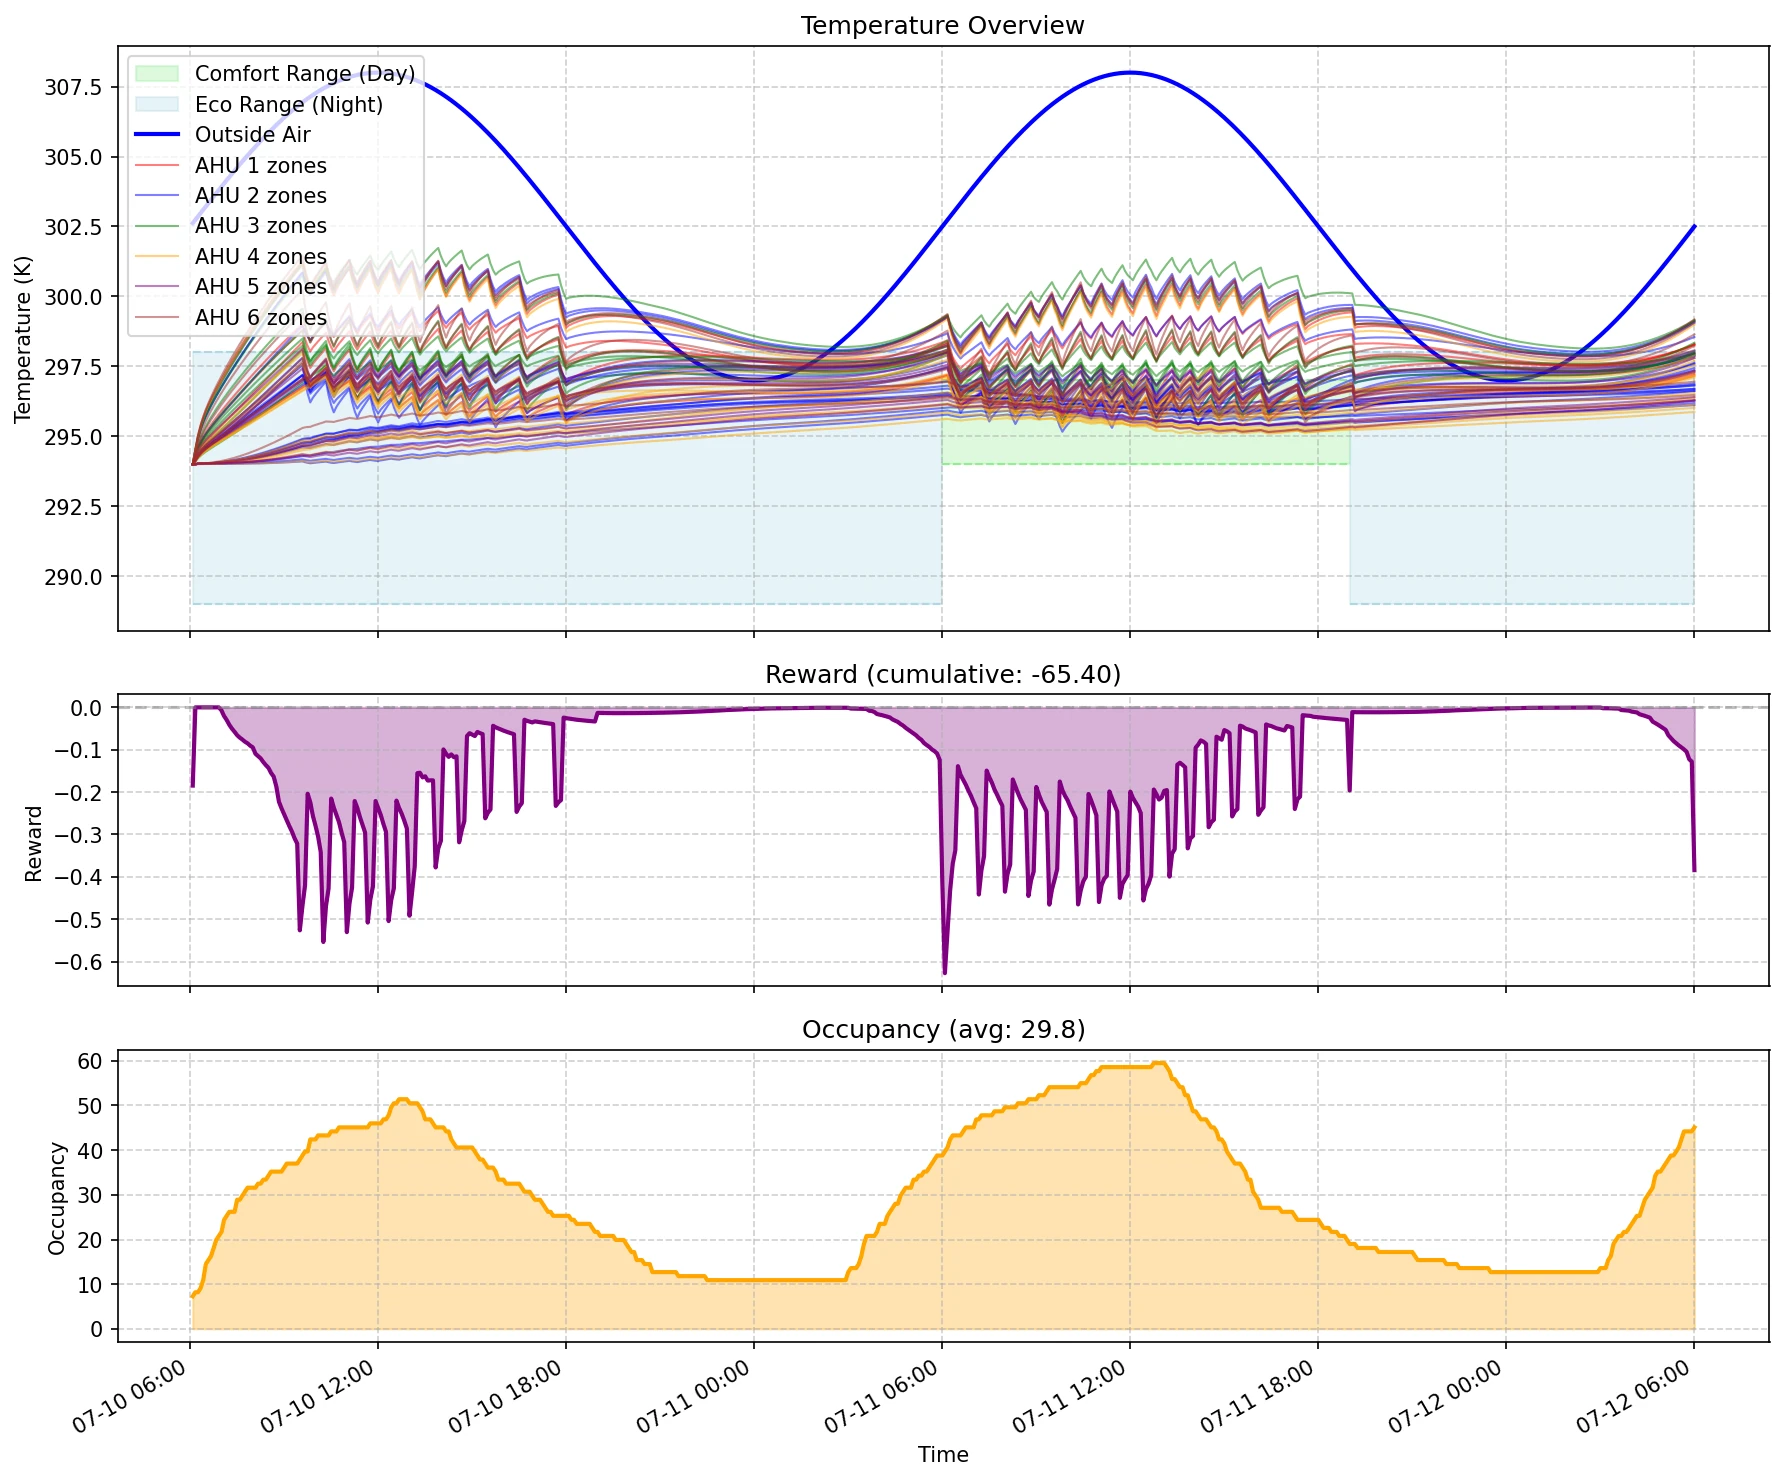 Temperature Overview
Temperature (K)
307.5
305.0
302.5
300.0
297.5
295.0
292.5
290.0
Comfort Range (Day)
Eco Range (Night)
Outside Air
AHU 1 zones
AHU 2 zones
AHU 3 zones
AHU 4 zones
AHU 5 zones
AHU 6 zones
Reward (cumulative: -65.40)
Reward
0.0
−0.1
−0.2
−0.3
−0.4
−0.5
−0.6
Occupancy (avg: 29.8)
Occupancy
60
50
40
30
20
10
0
07-10 06:00
07-10 12:00
07-10 18:00
07-11 00:00
07-11 06:00
07-11 12:00
07-11 18:00
07-12 00:00
07-12 06:00
Time